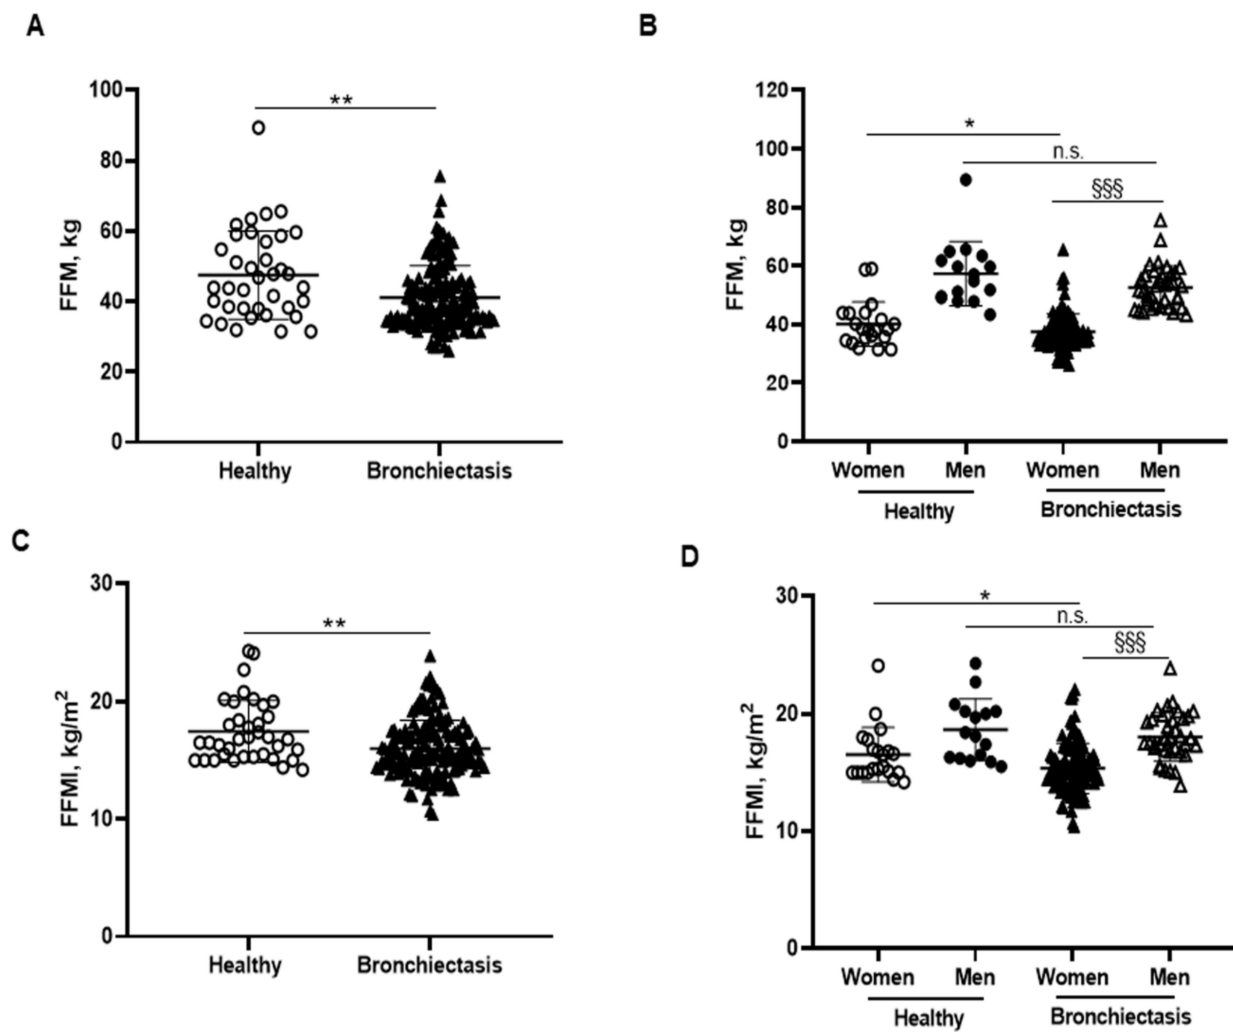 A
FFM, kg
100
80
60
40
20
0
**
Healthy
Bronchiectasis
B
FFM, kg
120
100
80
60
40
20
0
*
n.s.
§§§
Women
Men
Women
Men
Healthy
Bronchiectasis
C
FFMI, kg/m²
30
20
10
0
**
Healthy
Bronchiectasis
D
FFMI, kg/m²
30
20
10
0
*
n.s.
§§§
Women
Men
Women
Men
Healthy
Bronchiectasis